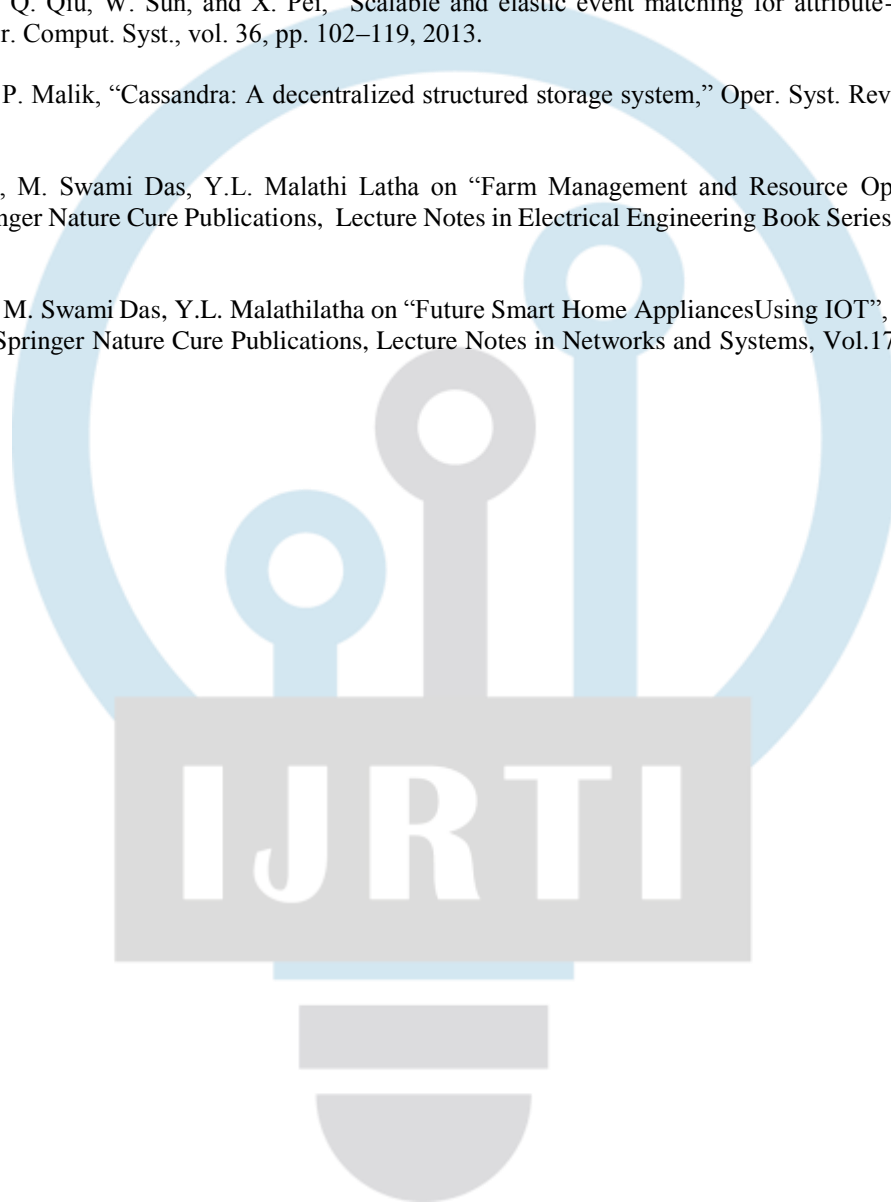 Q. Qiu, W. Sun, and X. Pei, “Scalable and elastic event matching for attribute-
r. Comput. Syst., vol. 36, pp. 102–119, 2013.
P. Malik, “Cassandra: A decentralized structured storage system,” Oper. Syst. Rev
, M. Swami Das, Y.L. Malathi Latha on “Farm Management and Resource Op
nger Nature Cure Publications, Lecture Notes in Electrical Engineering Book Series
M. Swami Das, Y.L. Malathilatha on “Future Smart Home AppliancesUsing IOT”,
Springer Nature Cure Publications, Lecture Notes in Networks and Systems, Vol.17
IJRTI